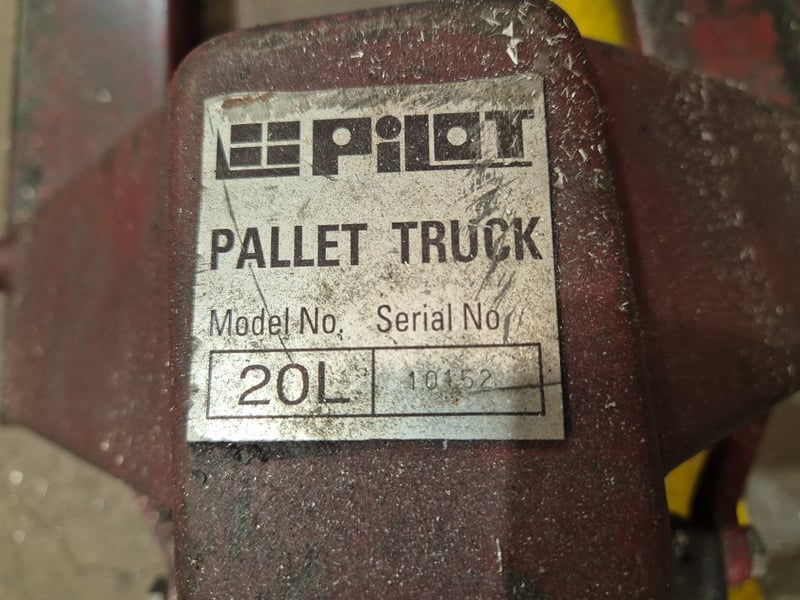 PiLOT
PALLET TRUCK
Model No. Serial No
20L 10152